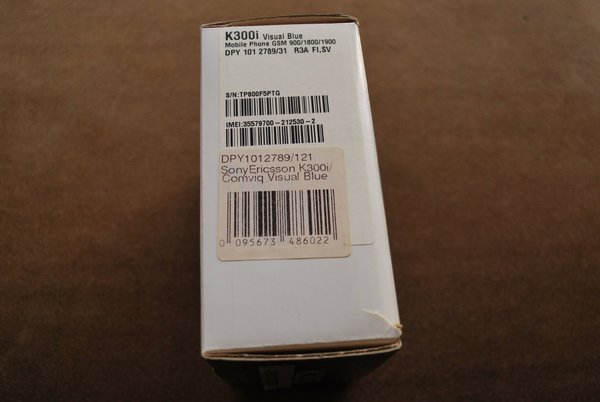 K300i Visual Blue
Mobile Phone GSM 900/1800/1900
DPY 101 2789/31 R3A FI,SV
S/N:TP800F5PTG
IMEI:35579700-212530-2
DPY1012789/121
SonyEricsson K300i/
Comviq Visual Blue
0 095673 486022